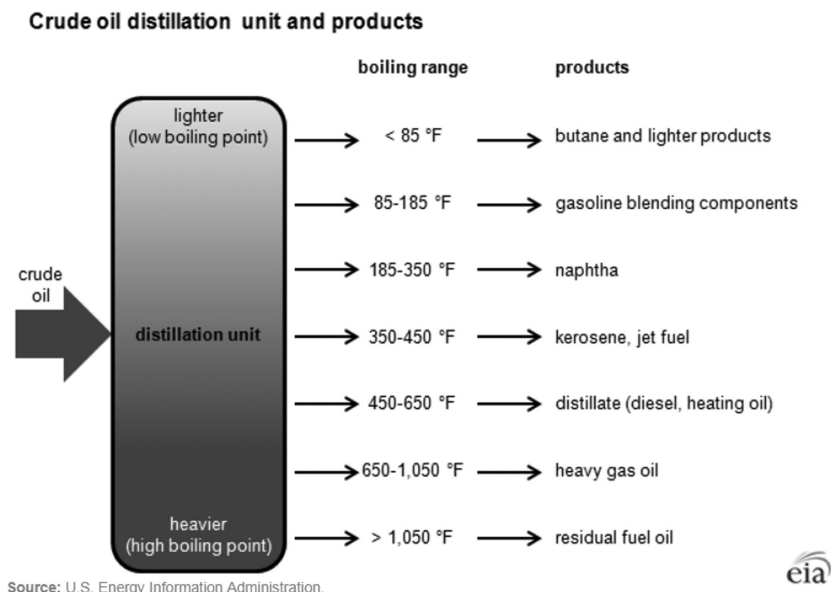 Crude oil distillation unit and products
boiling range products
lighter
(low boiling point)
< 85 °F butane and lighter products
85-185 °F gasoline blending components
185-350 °F naphtha
crude
oil
distillation unit
350-450 °F kerosene, jet fuel
450-650 °F distillate (diesel, heating oil)
650-1,050 °F heavy gas oil
heavier
(high boiling point)
> 1,050 °F residual fuel oil
eia
Source: U.S. Energy Information Administration.